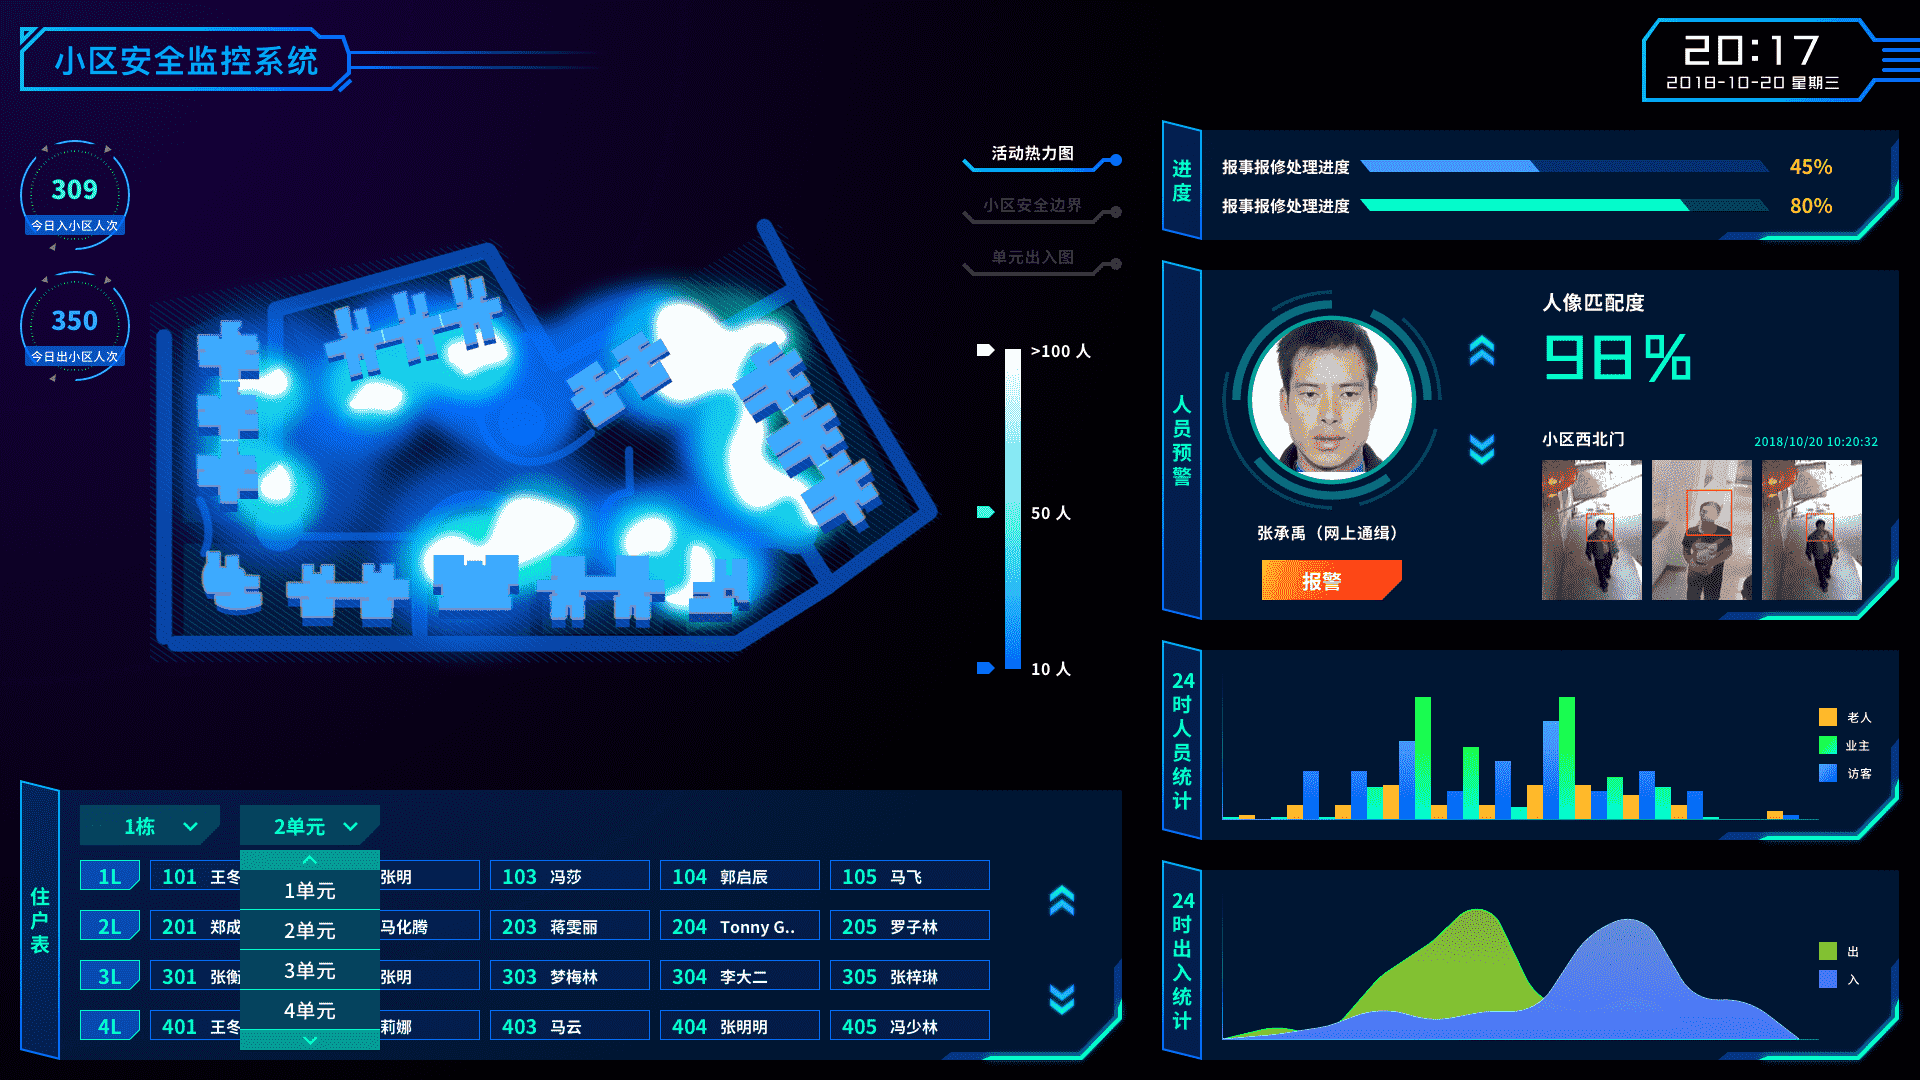 小区安全监控系统
20:17
2018-10-20 星期三
309
今日入小区人次
350
今日出小区人次
活动热力图
小区安全边界
单元出入图
>100 人
50 人
10 人
进度
报事报修处理进度 45%
报事报修处理进度 80%
人员预警
人像匹配度
98%
张承禹（网上通缉）
报警
小区西北门
2018/10/20 10:20:32
24时人员统计
老人
业主
访客
24时出入统计
出
入
住户表
1栋
2单元
1单元
2单元
3单元
4单元
1L 101 王冬 张明 103 冯莎 104 郭启辰 105 马飞
2L 201 郑成 马化腾 203 蒋雯丽 204 Tonny G.. 205 罗子林
3L 301 张衡 张明 303 梦梅林 304 李大二 305 张梓琳
4L 401 王冬 莉娜 403 马云 404 张明明 405 冯少林